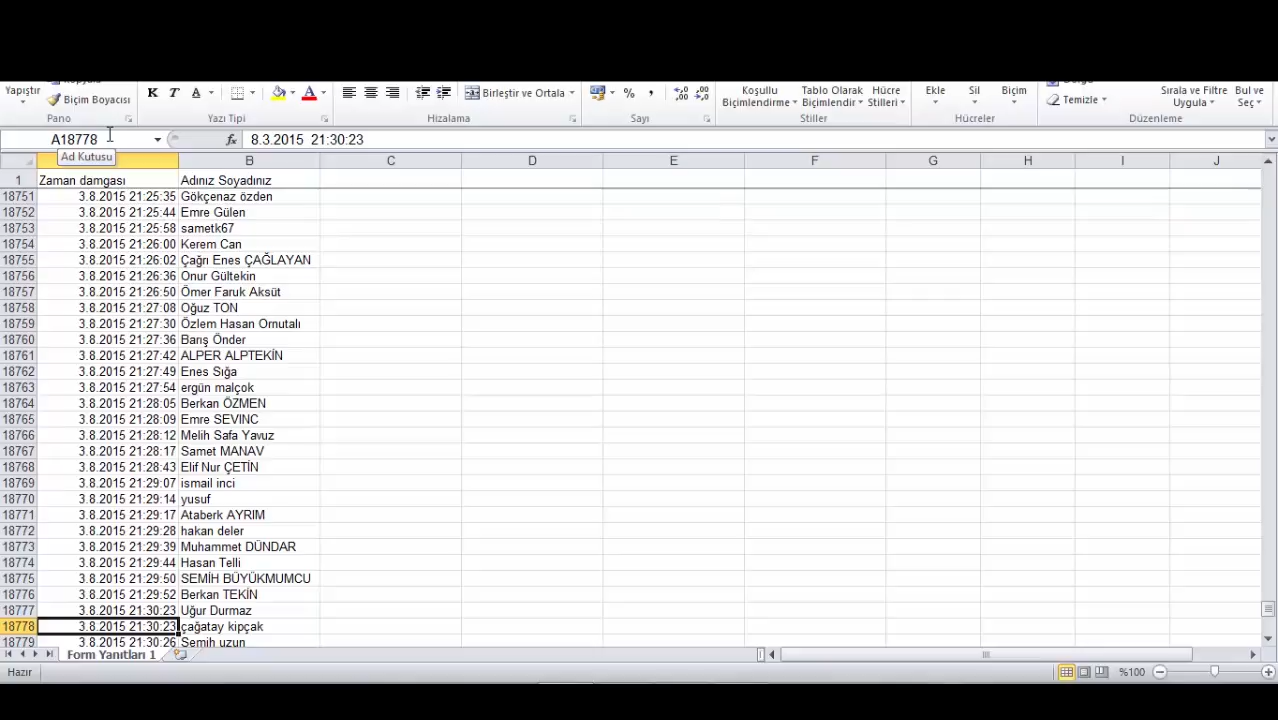 Kopyala
Yapıştır
Biçim Boyacısı
K T A A
Birleştir ve Ortala
% ,
Koşullu
Biçimlendirme
Tablo Olarak
Biçimlendir
Hücre
Stilleri
Ekle
Sil
Biçim
Temizle
Sırala ve Filtre
Uygula
Bul ve
Seç
Pano
Yazı Tipi
Hizalama
Sayı
Stiller
Hücreler
Düzenleme
A18778
fx
8.3.2015 21:30:23
Ad Kutusu
B C D E F G H I J
1 Zaman damgası Adınız Soyadınız
18751 3.8.2015 21:25:35 Gökçenaz özden
18752 3.8.2015 21:25:44 Emre Gülen
18753 3.8.2015 21:25:58 sametk67
18754 3.8.2015 21:26:00 Kerem Can
18755 3.8.2015 21:26:02 Çağrı Enes ÇAĞLAYAN
18756 3.8.2015 21:26:36 Onur Gültekin
18757 3.8.2015 21:26:50 Ömer Faruk Aksüt
18758 3.8.2015 21:27:08 Oğuz TON
18759 3.8.2015 21:27:30 Özlem Hasan Ornutalı
18760 3.8.2015 21:27:36 Barış Önder
18761 3.8.2015 21:27:42 ALPER ALPTEKİN
18762 3.8.2015 21:27:49 Enes Sığa
18763 3.8.2015 21:27:54 ergün malçok
18764 3.8.2015 21:28:05 Berkan ÖZMEN
18765 3.8.2015 21:28:09 Emre SEVINC
18766 3.8.2015 21:28:12 Melih Safa Yavuz
18767 3.8.2015 21:28:17 Samet MANAV
18768 3.8.2015 21:28:43 Elif Nur ÇETİN
18769 3.8.2015 21:29:07 ismail inci
18770 3.8.2015 21:29:14 yusuf
18771 3.8.2015 21:29:17 Ataberk AYRIM
18772 3.8.2015 21:29:28 hakan deler
18773 3.8.2015 21:29:39 Muhammet DÜNDAR
18774 3.8.2015 21:29:44 Hasan Telli
18775 3.8.2015 21:29:50 SEMİH BÜYÜKMUMCU
18776 3.8.2015 21:29:52 Berkan TEKİN
18777 3.8.2015 21:30:23 Uğur Durmaz
18778 3.8.2015 21:30:23 çağatay kıpçak
18779 3.8.2015 21:30:26 Semih uzun
Form Yanıtları 1
Hazır
%100